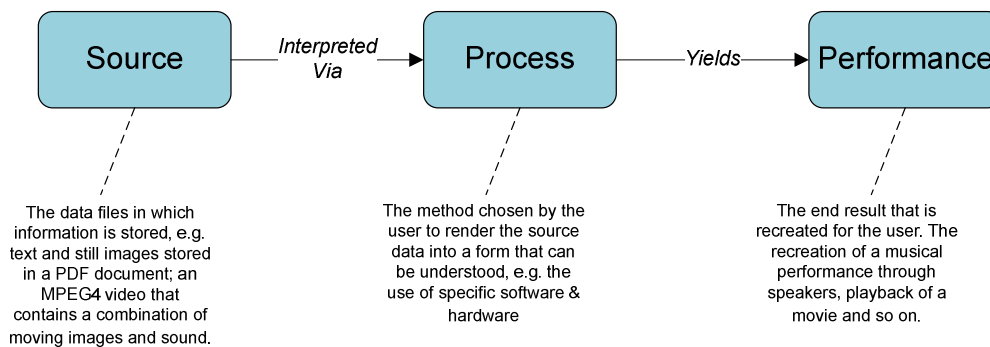 Source
Interpreted
Via
Process
Yields
Performance
The data files in which
information is stored, e.g.
text and still images stored
in a PDF document; an
MPEG4 video that
contains a combination of
moving images and sound.
The method chosen by the
user to render the source
data into a form that can
be understood, e.g. the
use of specific software &
hardware
The end result that is
recreated for the user. The
recreation of a musical
performance through
speakers, playback of a
movie and so on.